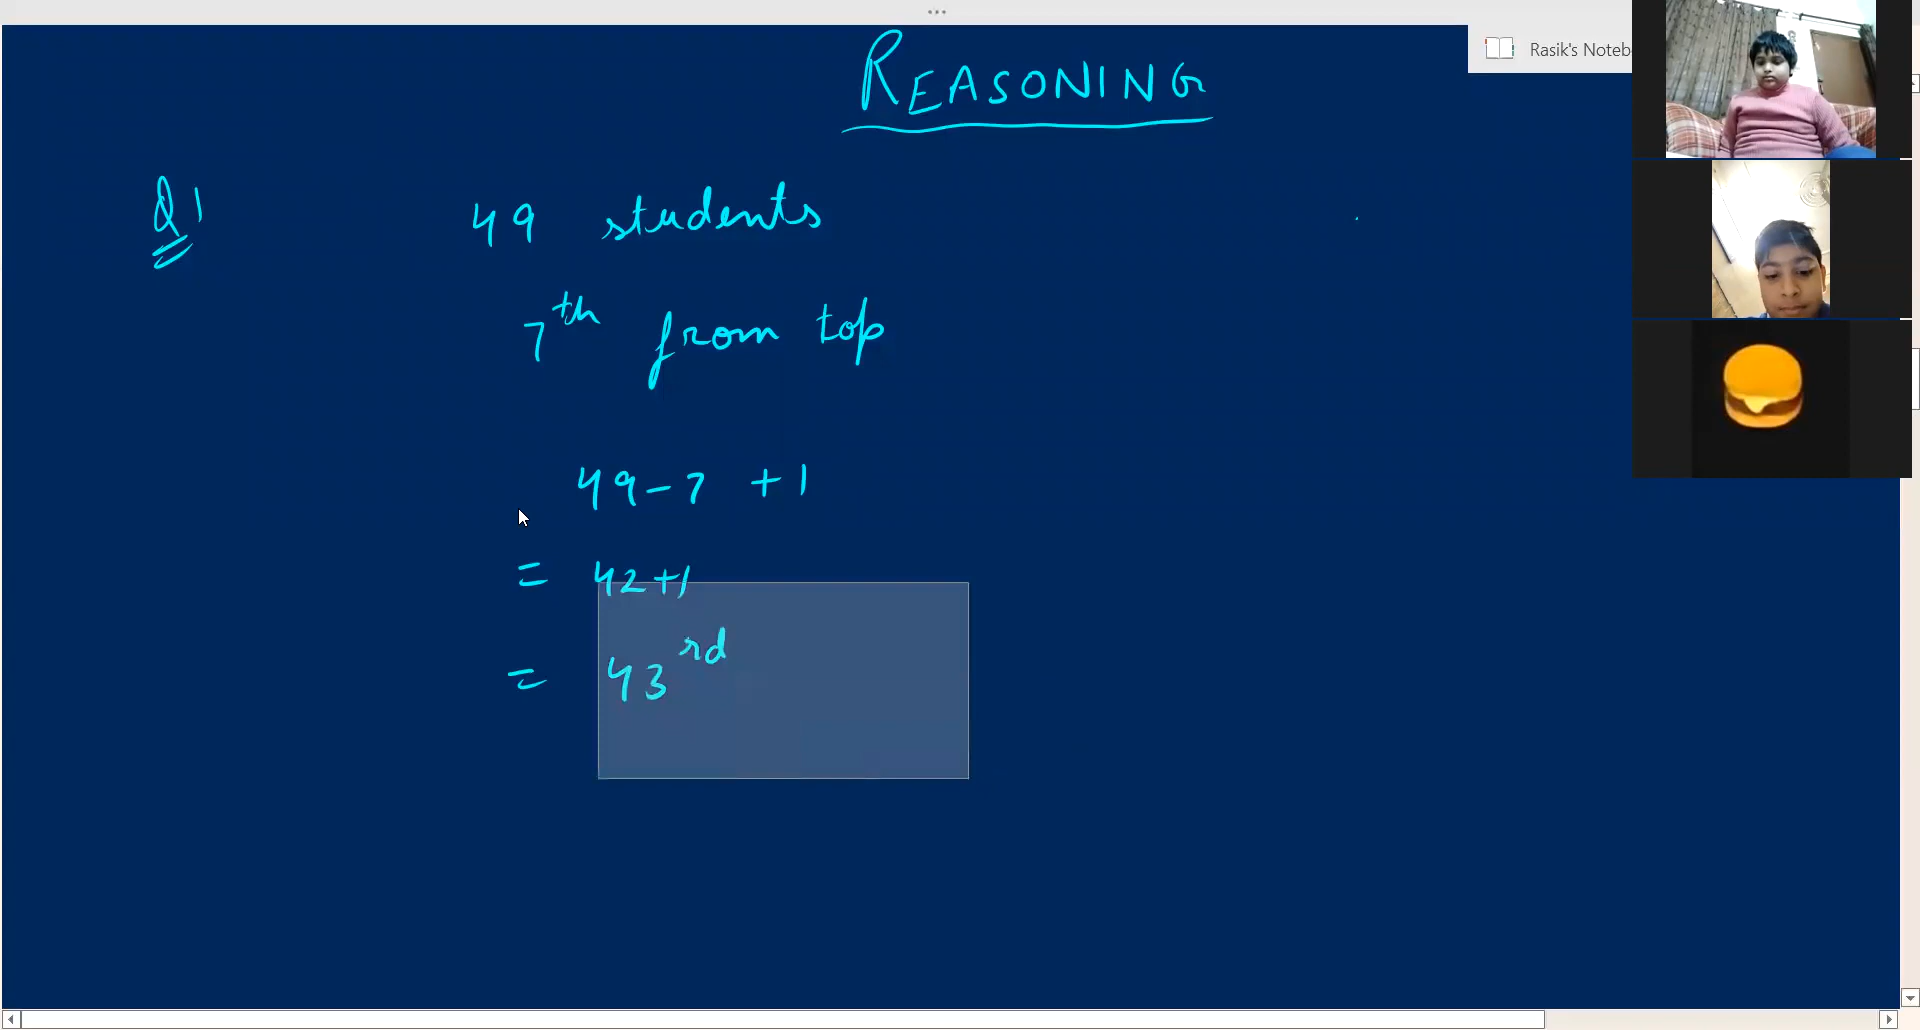 REASONING
Rasik's Noteb
Q1
49 students
7th from top
49-7 +1
= 42+1
= 43rd